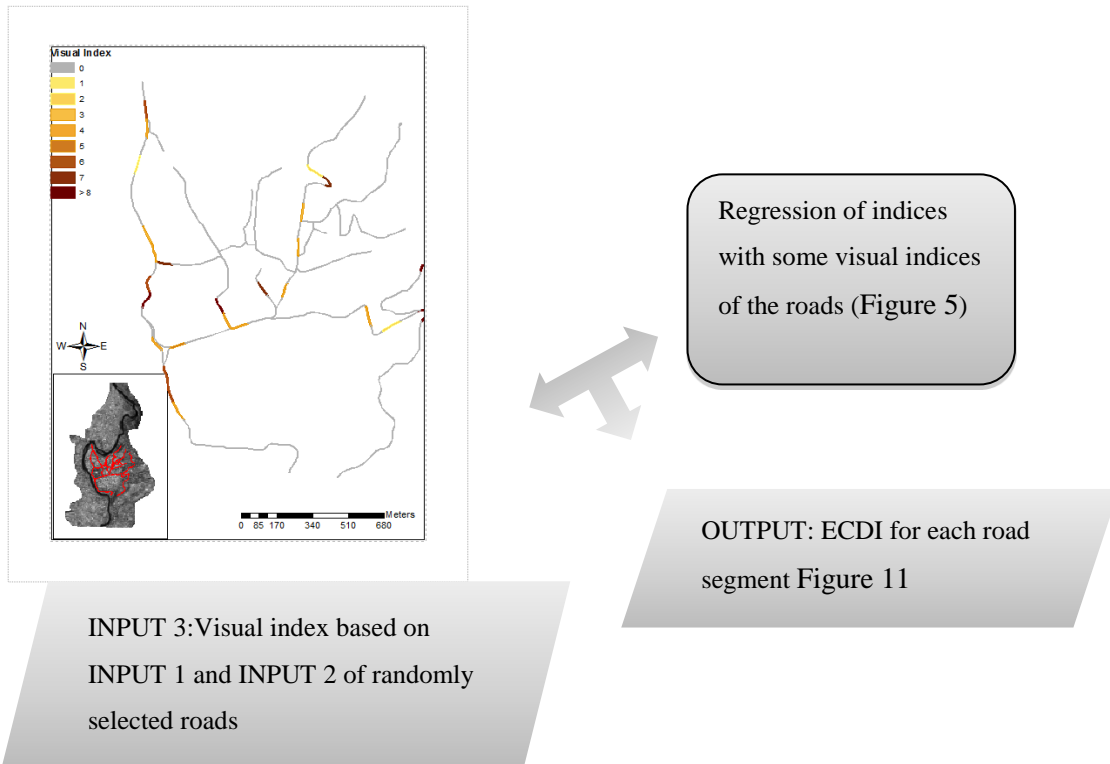 Visual Index
0
1
2
3
4
5
6
7
> 8
N
W E
S
Meters
0 85 170 340 510 680
INPUT 3:Visual index based on
INPUT 1 and INPUT 2 of randomly
selected roads
Regression of indices
with some visual indices
of the roads (Figure 5)
OUTPUT: ECDI for each road
segment Figure 11